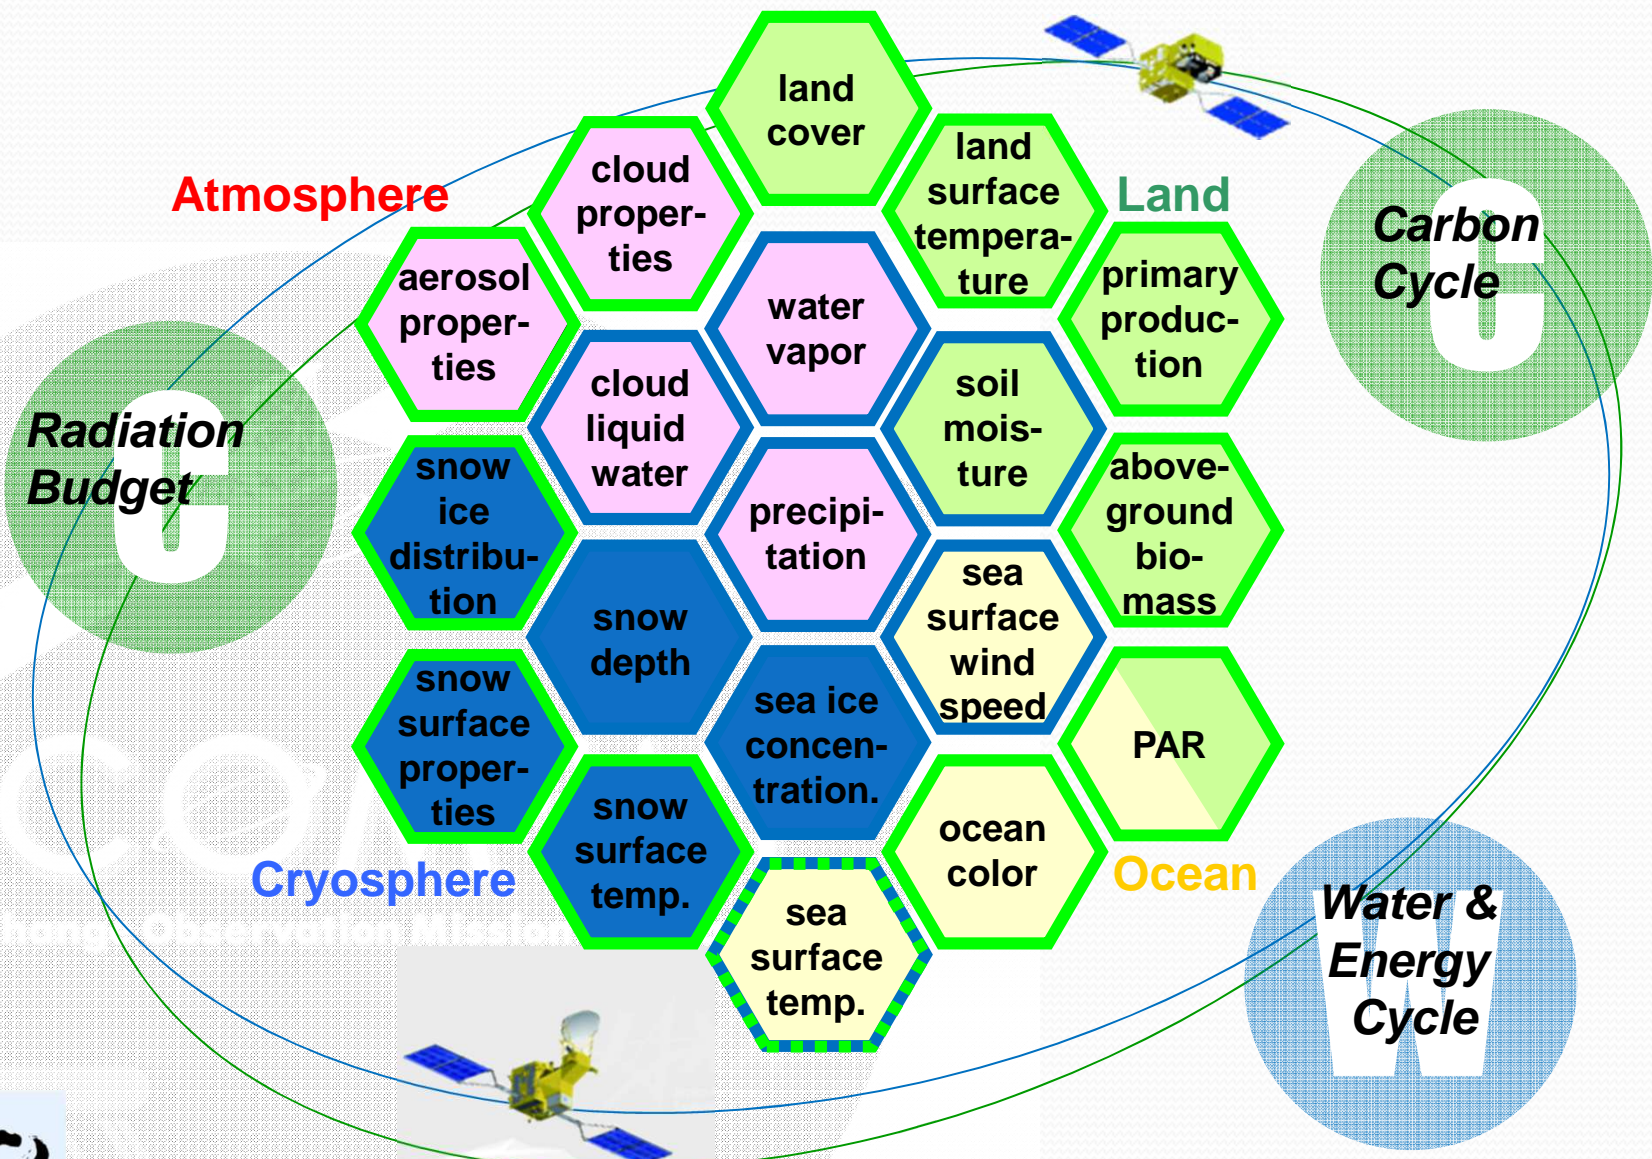 land
cover
cloud
proper-
ties
land
surface
tempera-
ture
Atmosphere
Land
Carbon
Cycle
C
aerosol
proper-
ties
water
vapor
primary
produc-
tion
cloud
liquid
water
soil
mois-
ture
Radiation
Budget
C
snow
ice
distribu-
tion
precipi-
tation
above-
ground
bio-
mass
snow
depth
sea
surface
wind
speed
snow
surface
proper-
ties
sea ice
concen-
tration.
PAR
snow
surface
temp.
ocean
color
Cryosphere
Ocean
sea
surface
temp.
Water &
Energy
Cycle
W
Observation Mission